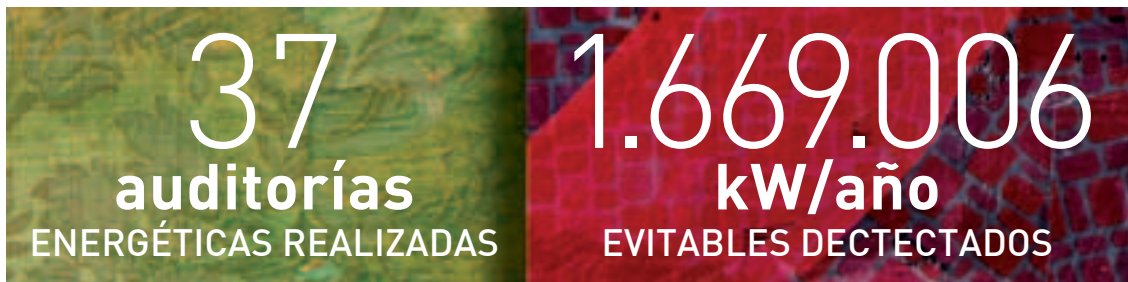 37
auditorías
ENERGÉTICAS REALIZADAS
1.669.006
kW/año
EVITABLES DECTECTADOS